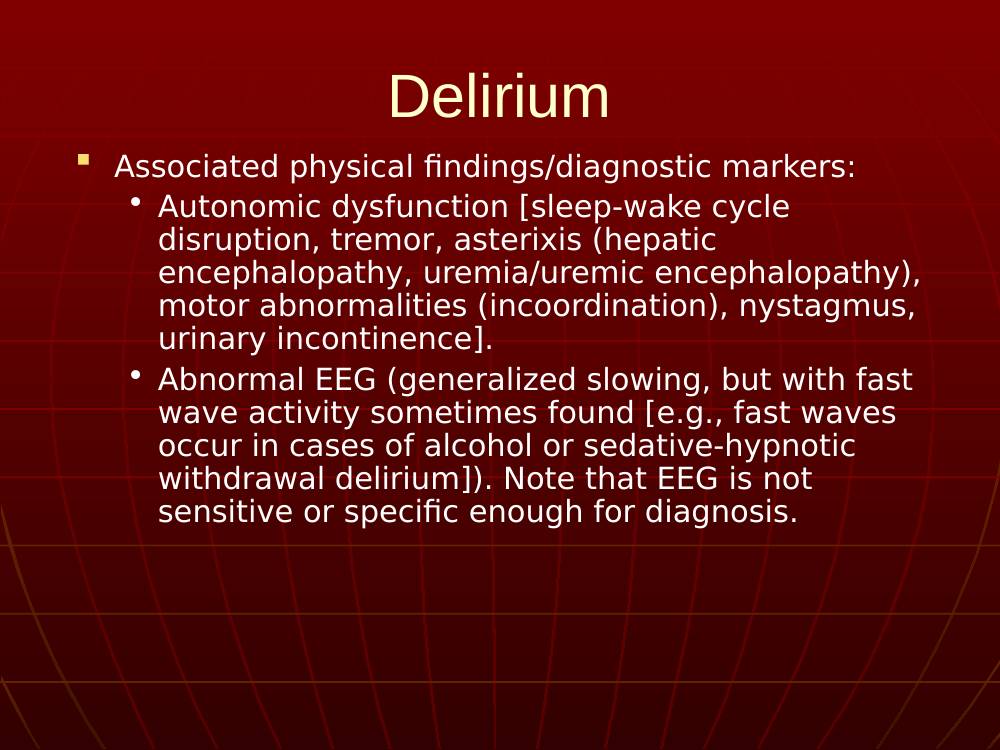 Delirium
Associated physical findings/diagnostic markers:
Autonomic dysfunction [sleep-wake cycle
disruption, tremor, asterixis (hepatic
encephalopathy, uremia/uremic encephalopathy),
motor abnormalities (incoordination), nystagmus,
urinary incontinence].
Abnormal EEG (generalized slowing, but with fast
wave activity sometimes found [e.g., fast waves
occur in cases of alcohol or sedative-hypnotic
withdrawal delirium]). Note that EEG is not
sensitive or specific enough for diagnosis.